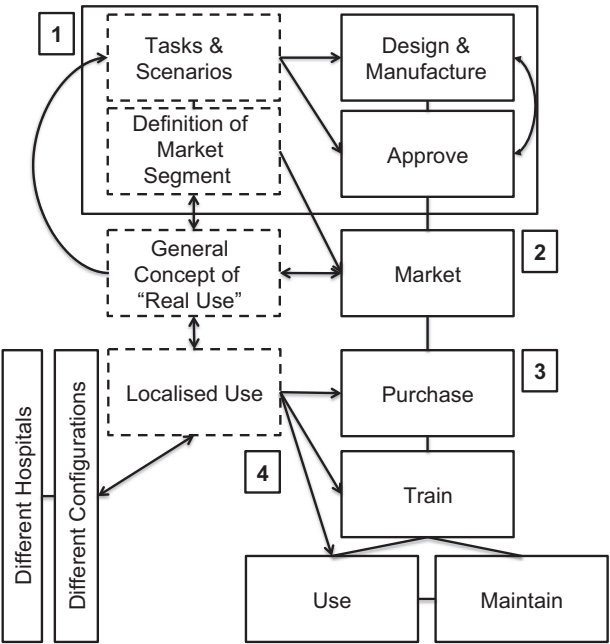 1
Tasks &
Scenarios
Design &
Manufacture
Definition of
Market
Segment
Approve
General
Concept of
“Real Use”
Market
2
Localised Use
Purchase
3
Different Hospitals
Different Configurations
4
Train
Use
Maintain